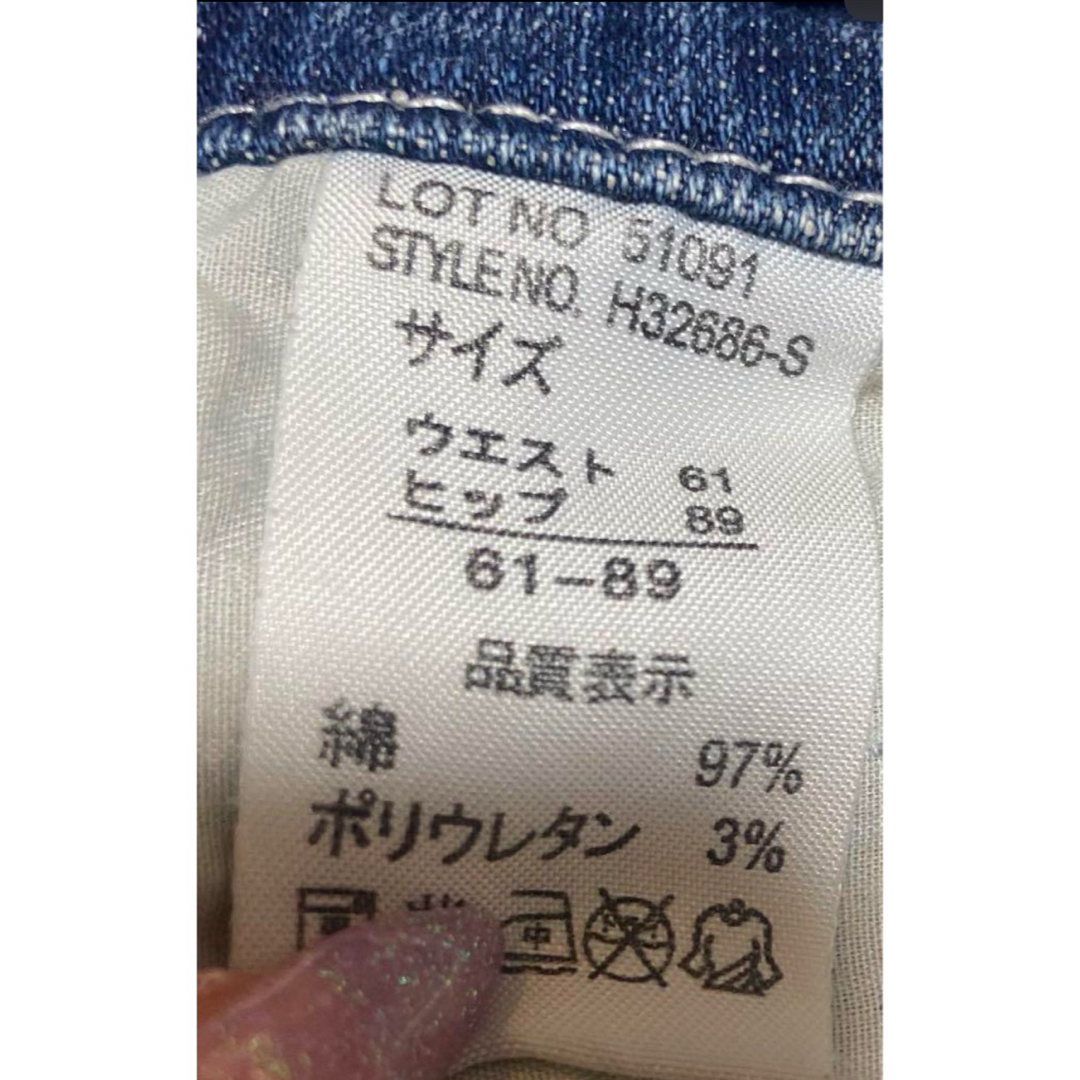 LOT NO 51091
STYLE NO. H32686-S
サイズ
ウエスト 61
ヒップ 89
61-89
品質表示
綿 97%
ポリウレタン 3%
中